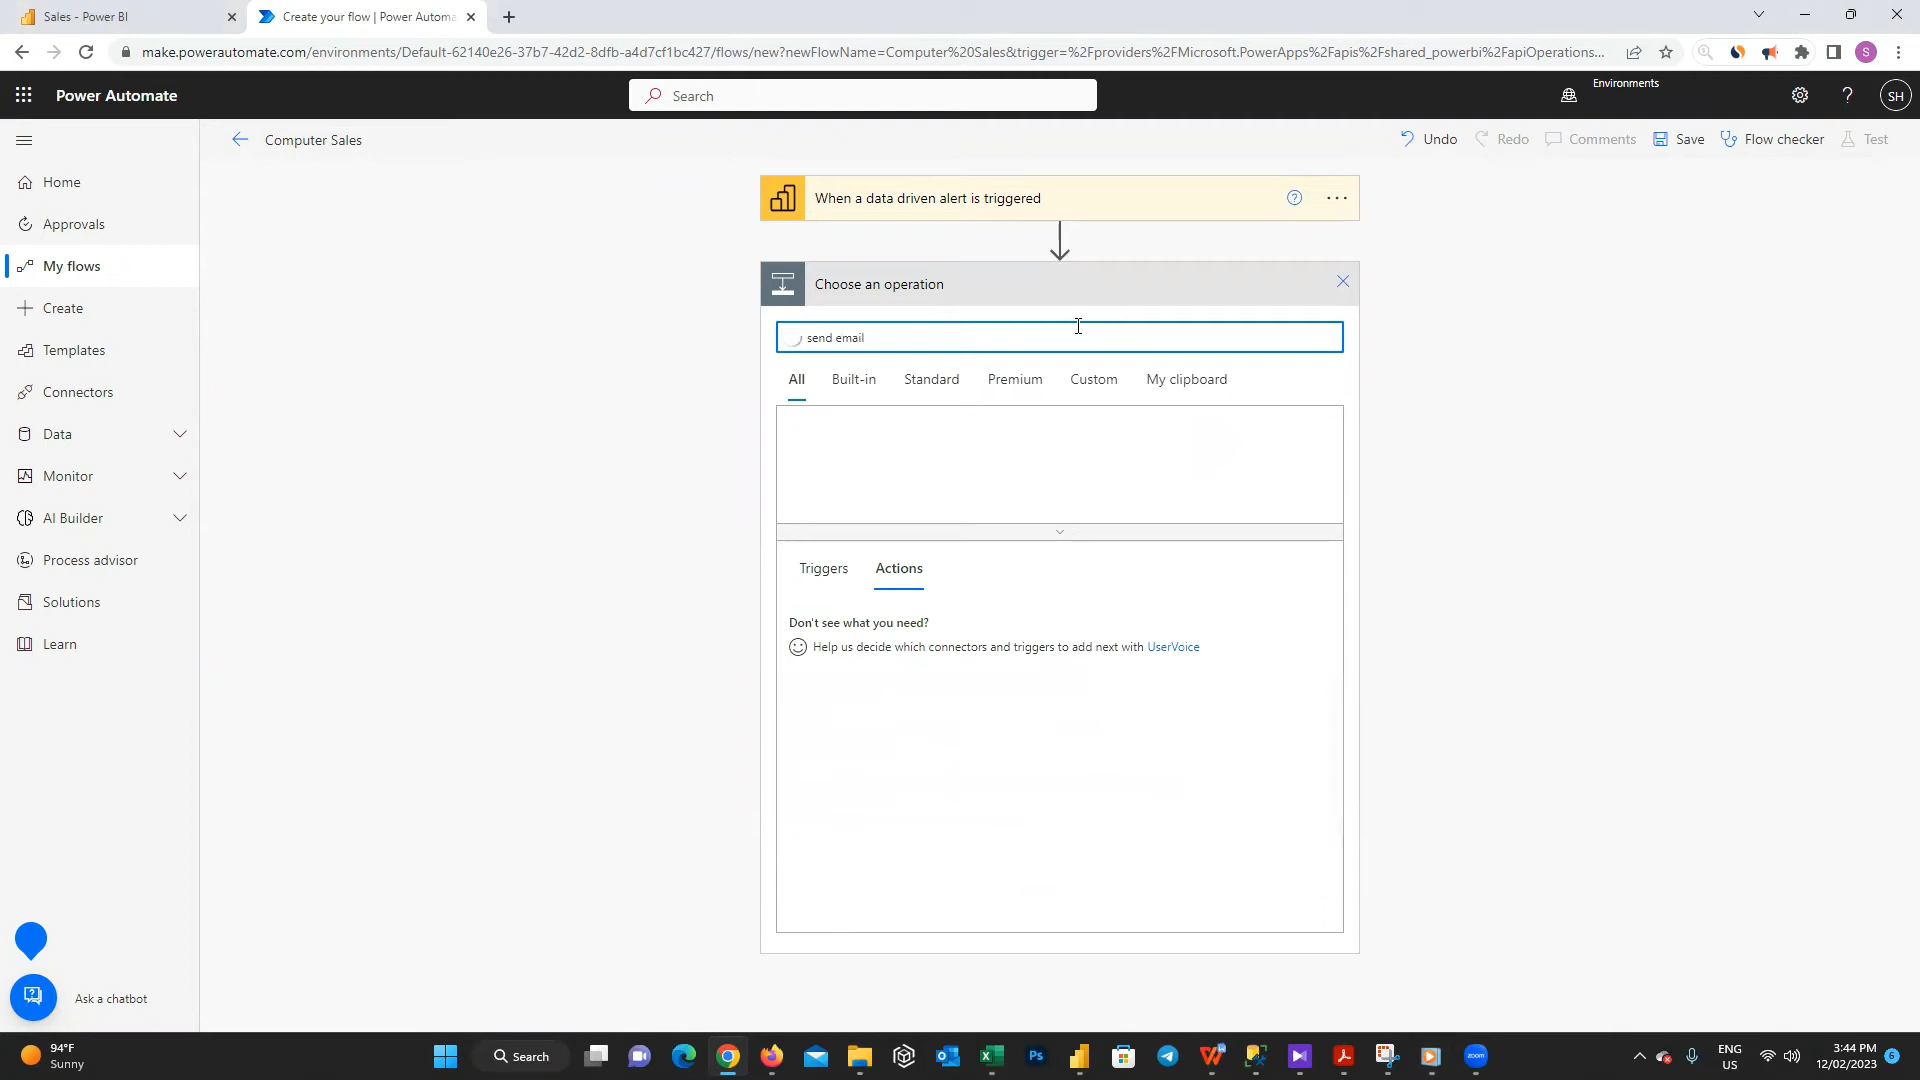 Sales - Power BI
Create your flow | Power Automa
make.powerautomate.com/environments/Default-62140e26-37b7-42d2-8dfb-a4d7cf1bc427/flows/new?newFlowName=Computer%20Sales&trigger=%2Fproviders%2FMicrosoft.PowerApps%2Fapis%2Fshared_powerbi%2FapiOperations...
S
Power Automate
Search
Environments
SH
Computer Sales
Undo
Redo
Comments
Save
Flow checker
Test
Home
Approvals
My flows
Create
Templates
Connectors
Data
Monitor
AI Builder
Process advisor
Solutions
Learn
Ask a chatbot
When a data driven alert is triggered
Choose an operation
send email
All
Built-in
Standard
Premium
Custom
My clipboard
Triggers
Actions
Don't see what you need?
Help us decide which connectors and triggers to add next with UserVoice
94°F
Sunny
Search
Ps
zoom
ENG
US
3:44 PM
12/02/2023
6